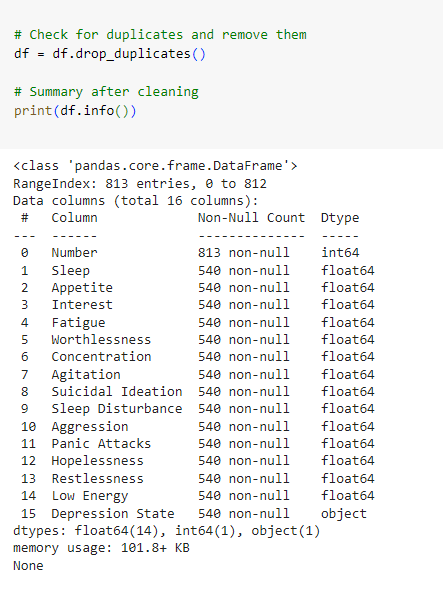 # Check for duplicates and remove them
df = df.drop_duplicates()
# Summary after cleaning
print(df.info())
<class 'pandas.core.frame.DataFrame'>
RangeIndex: 813 entries, 0 to 812
Data columns (total 16 columns):
 #   Column             Non-Null Count  Dtype
---  ------             --------------  -----
 0   Number             813 non-null    int64
 1   Sleep              540 non-null    float64
 2   Appetite           540 non-null    float64
 3   Interest           540 non-null    float64
 4   Fatigue            540 non-null    float64
 5   Worthlessness      540 non-null    float64
 6   Concentration      540 non-null    float64
 7   Agitation          540 non-null    float64
 8   Suicidal Ideation  540 non-null    float64
 9   Sleep Disturbance  540 non-null    float64
 10  Aggression         540 non-null    float64
 11  Panic Attacks      540 non-null    float64
 12  Hopelessness       540 non-null    float64
 13  Restlessness       540 non-null    float64
 14  Low Energy         540 non-null    float64
 15  Depression State   540 non-null    object
dtypes: float64(14), int64(1), object(1)
memory usage: 101.8+ KB
None